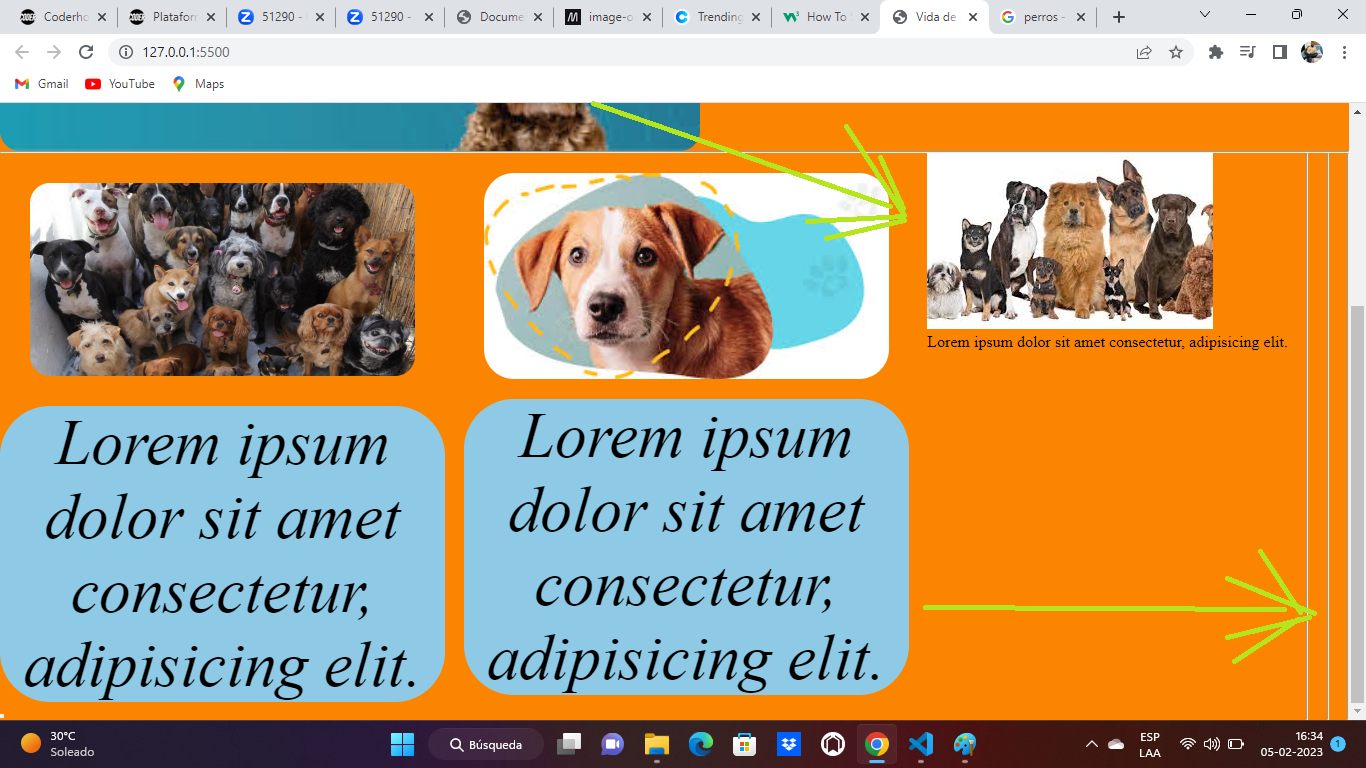 Coderho
Platafor
51290 -
51290 -
Docume
image-o
Trending
How To
Vida de
perros -
127.0.0.1:5500
Gmail
YouTube
Maps
Lorem ipsum dolor sit amet consectetur, adipisicing elit.
Lorem ipsum
dolor sit amet
consectetur,
adipisicing elit.
Lorem ipsum
dolor sit amet
consectetur,
adipisicing elit.
30°C
Soleado
Búsqueda
ESP
LAA
16:34
05-02-2023
1